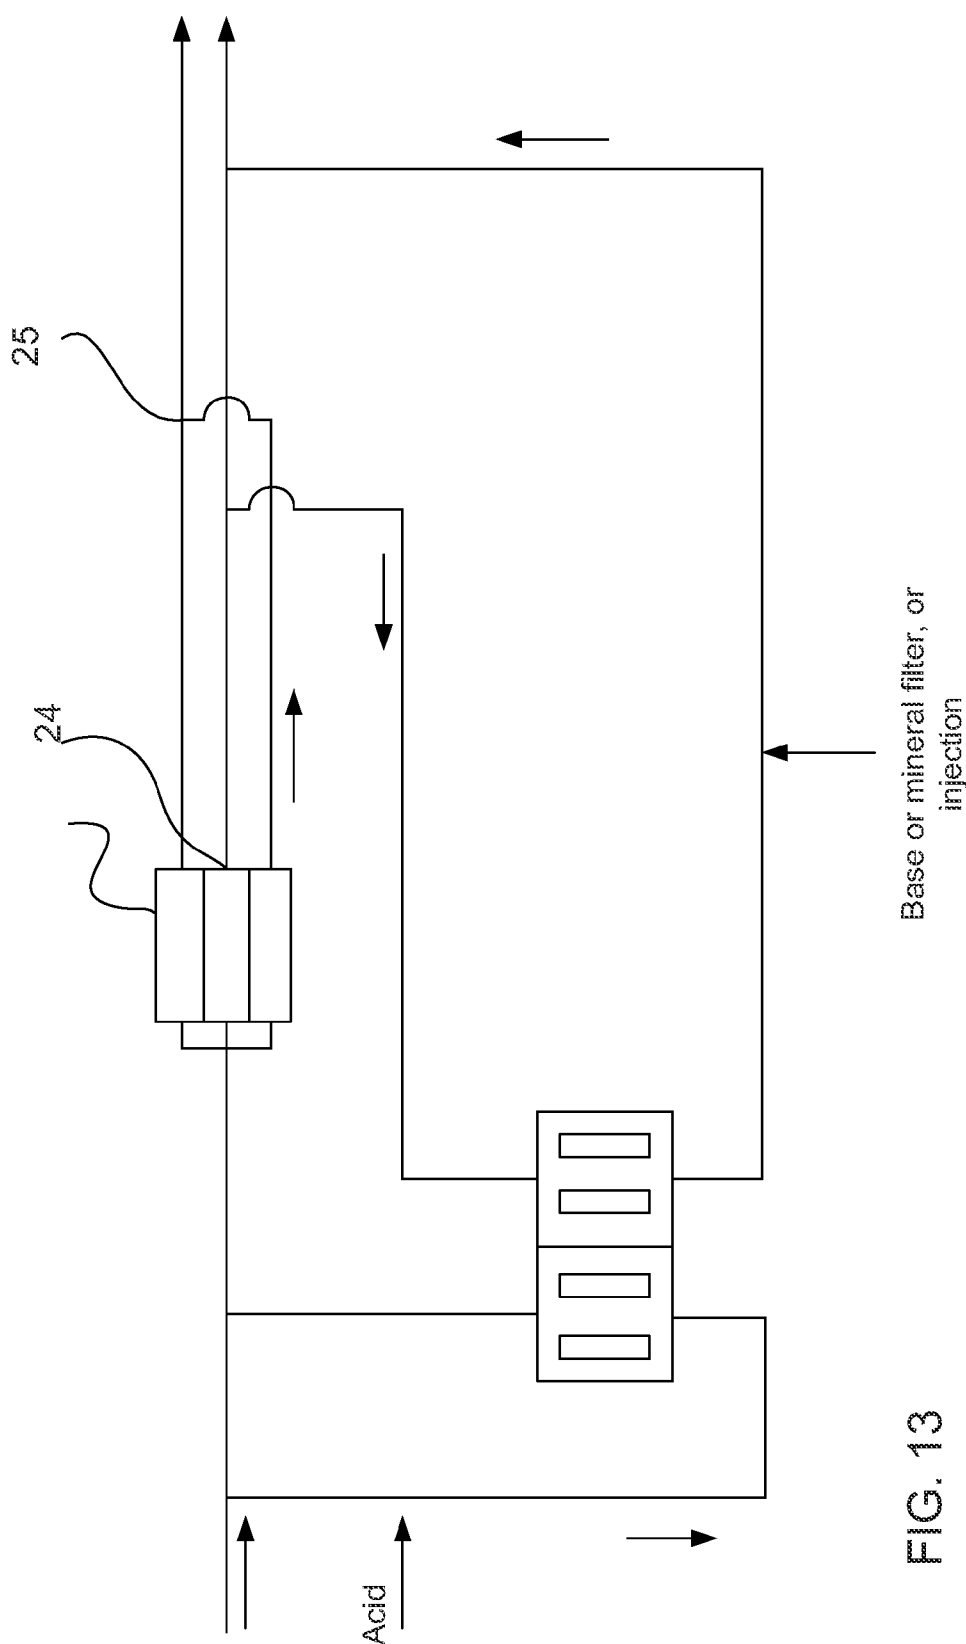 25
24
Acid
Base or mineral filter, or
injection
FIG. 13